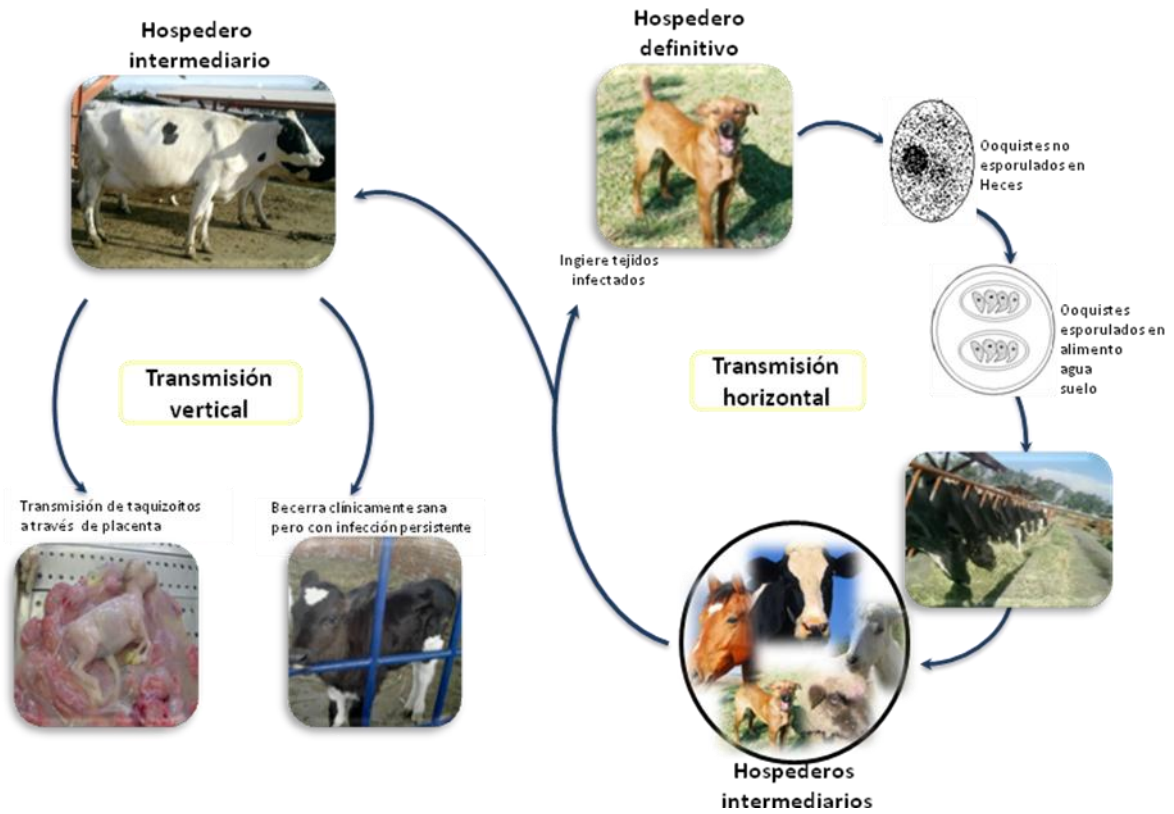 Hospedero
intermediario
Hospedero
definitivo
Ooquistes no
esporulados en
Heces
Ingiere tejidos
infectados
Ooquistes
esporulados en
alimento
agua
suelo
Transmisión
vertical
Transmisión
horizontal
Transmisión de taquizoitos
a través de placenta
Becerra clínicamente sana
pero con infección persistente
Hospederos
intermediarios